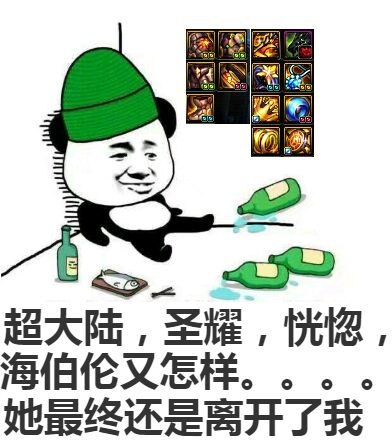 超大陆，圣耀，恍惚，
海伯伦又怎样。。。。
她最终还是离开了我